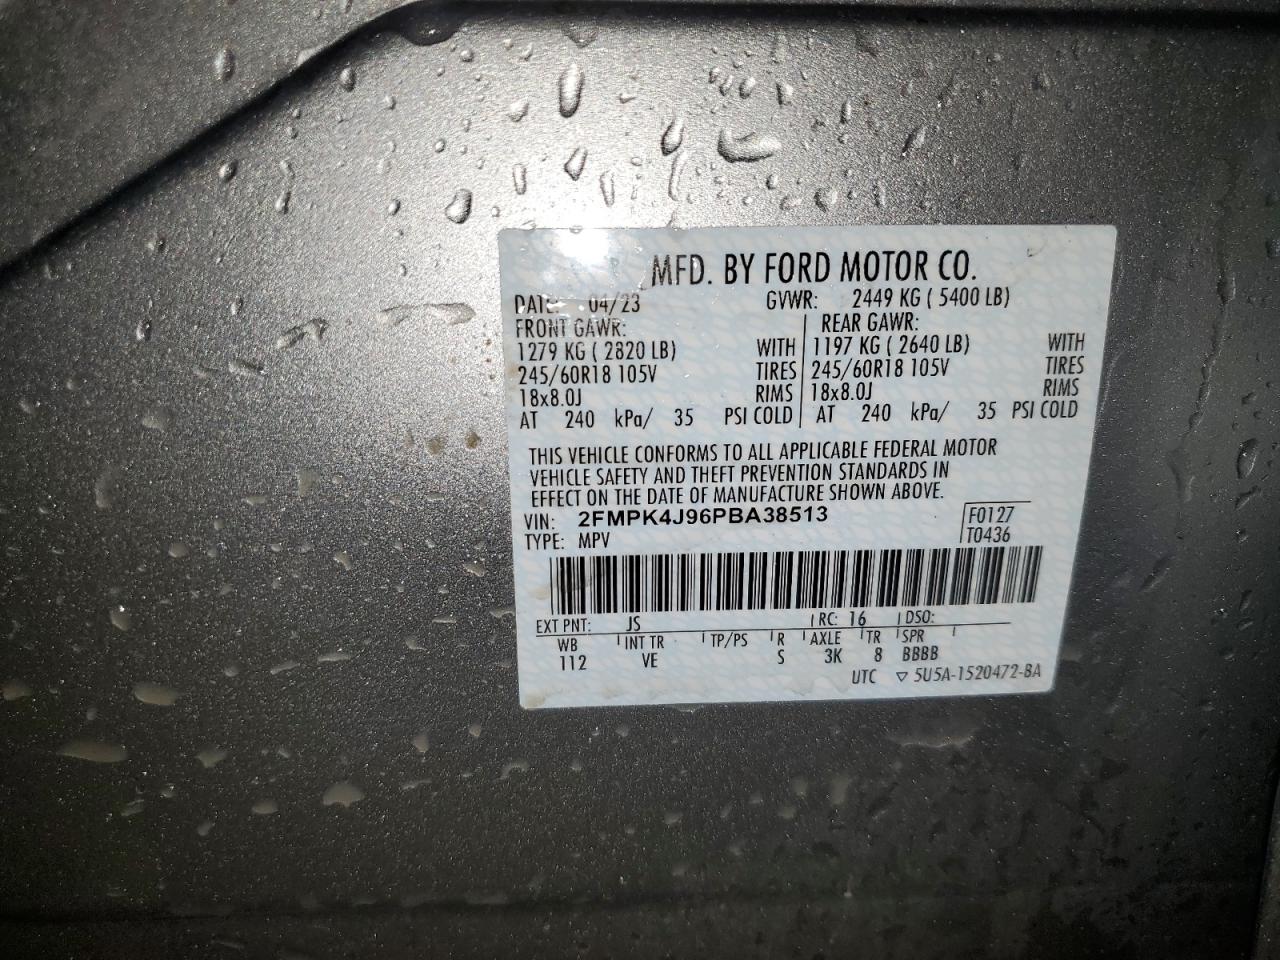 MFD. BY FORD MOTOR CO.
DATE: 04/23 GVWR: 2449 KG ( 5400 LB)
FRONT GAWR: REAR GAWR:
1279 KG ( 2820 LB) WITH 1197 KG ( 2640 LB) WITH
245/60R18 105V TIRES 245/60R18 105V TIRES
18x8.0J RIMS 18x8.0J RIMS
AT 240 kPa/ 35 PSI COLD AT 240 kPa/ 35 PSI COLD
THIS VEHICLE CONFORMS TO ALL APPLICABLE FEDERAL MOTOR
VEHICLE SAFETY AND THEFT PREVENTION STANDARDS IN
EFFECT ON THE DATE OF MANUFACTURE SHOWN ABOVE.
VIN: 2FMPK4J96PBA38513 F0127
TYPE: MPV T0436
EXT PNT: JS RC: 16 DSO:
WB INT TR TP/PS R AXLE TR SPR
112 VE S 3K 8 BBBB
UTC ▽ 5U5A-1520472-BA